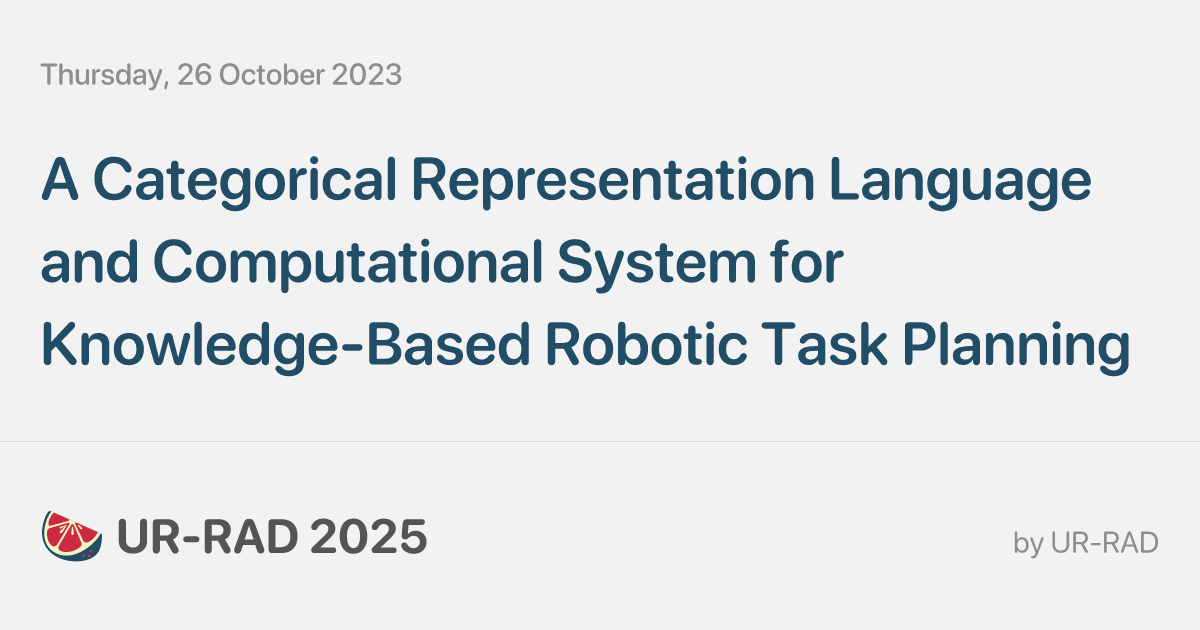 Thursday, 26 October 2023
A Categorical Representation Language
and Computational System for
Knowledge-Based Robotic Task Planning
UR-RAD 2025
by UR-RAD